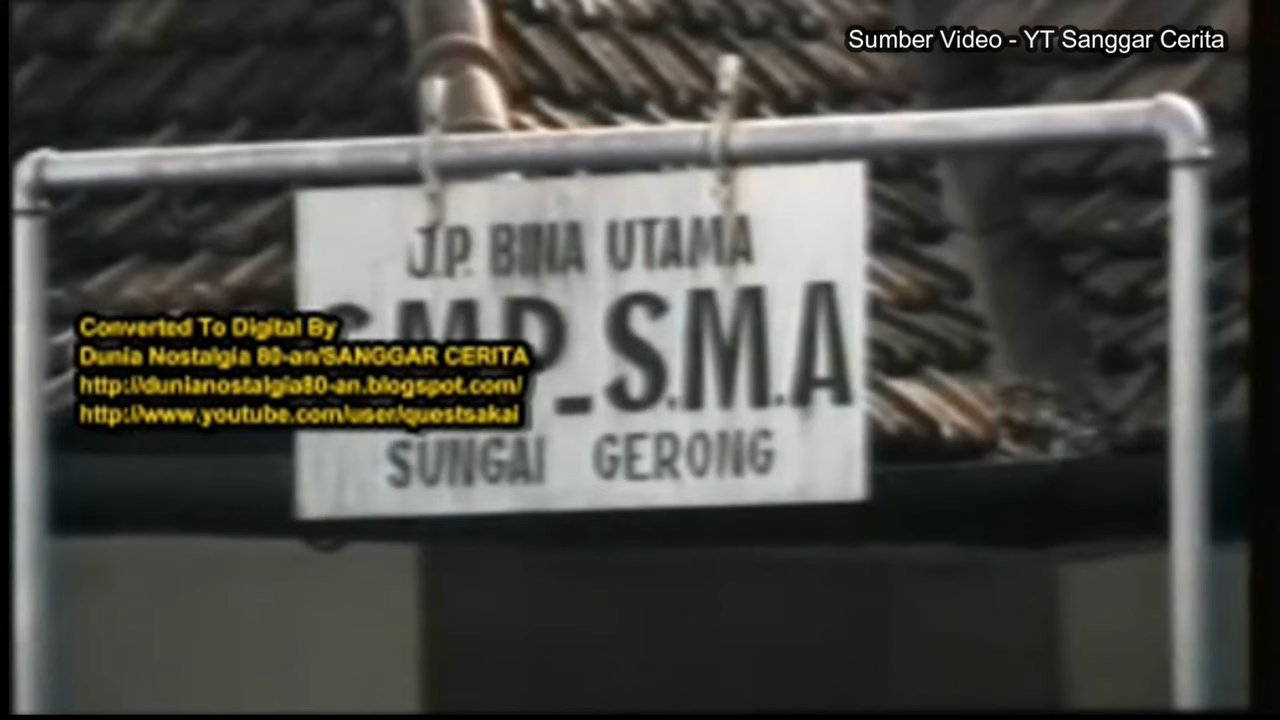 Sumber Video - YT Sanggar Cerita
J.P. BINA UTAMA
S.M.P_S.M.A
SUNGAI GERONG
Converted To Digital By
Dunia Nostalgia 80-an/SANGGAR CERITA
http://dunianostalgia80-an.blogspot.com/
http://www.youtube.com/user/questsakai